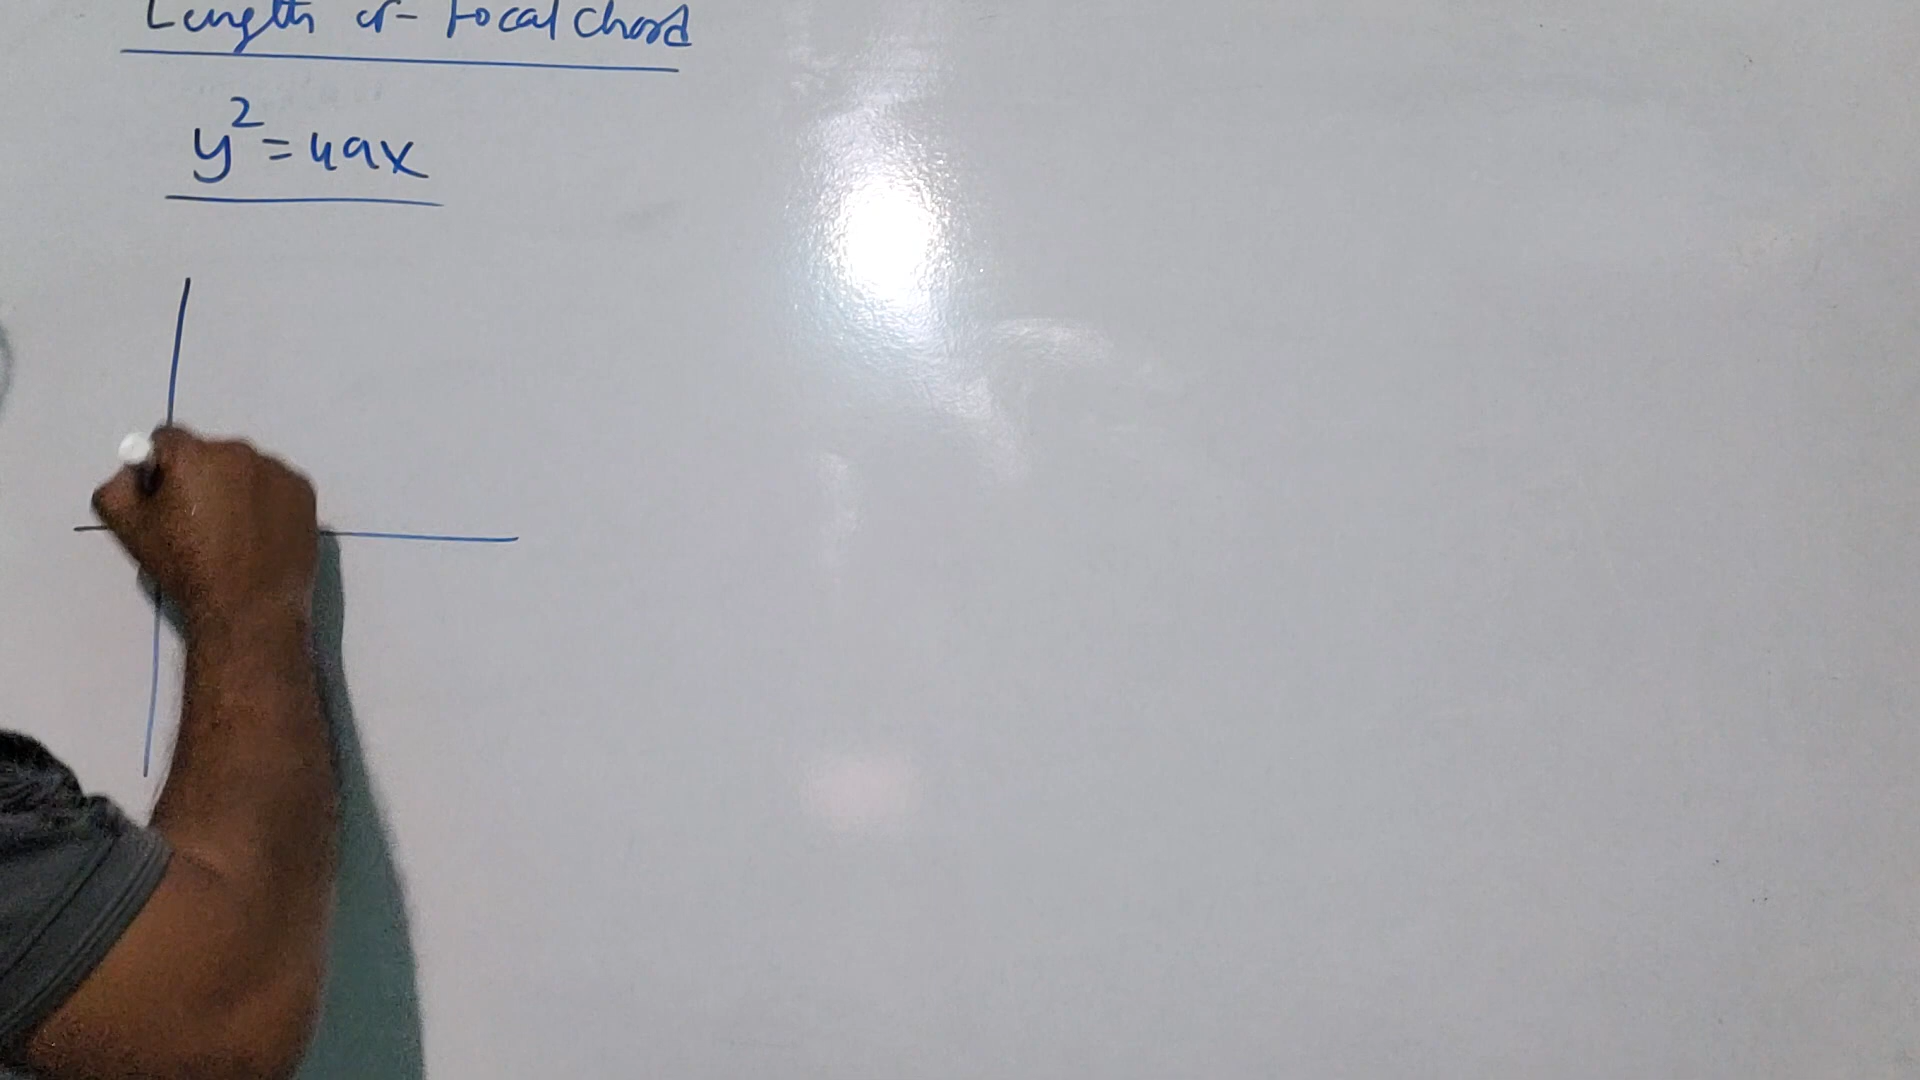 Length of Focal Chord
y² = 4ax